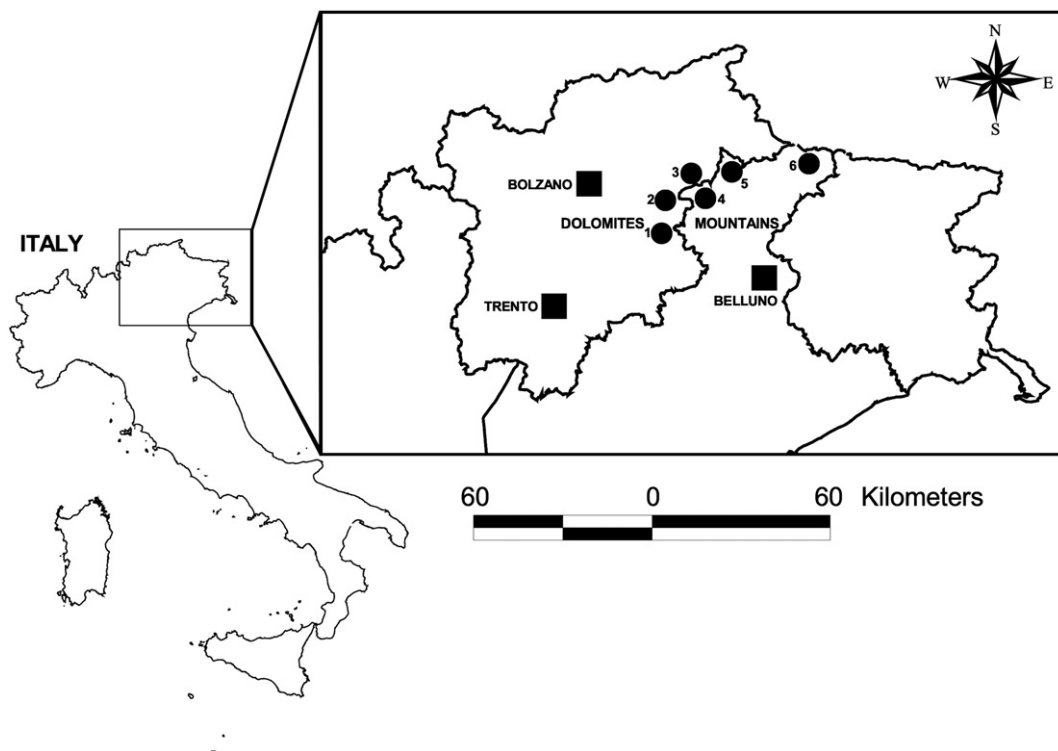 ITALY
N
W
E
S
BOLZANO
3
5
6
2
4
DOLOMITES
MOUNTAINS
1
TRENTO
BELLUNO
60 0 60 Kilometers